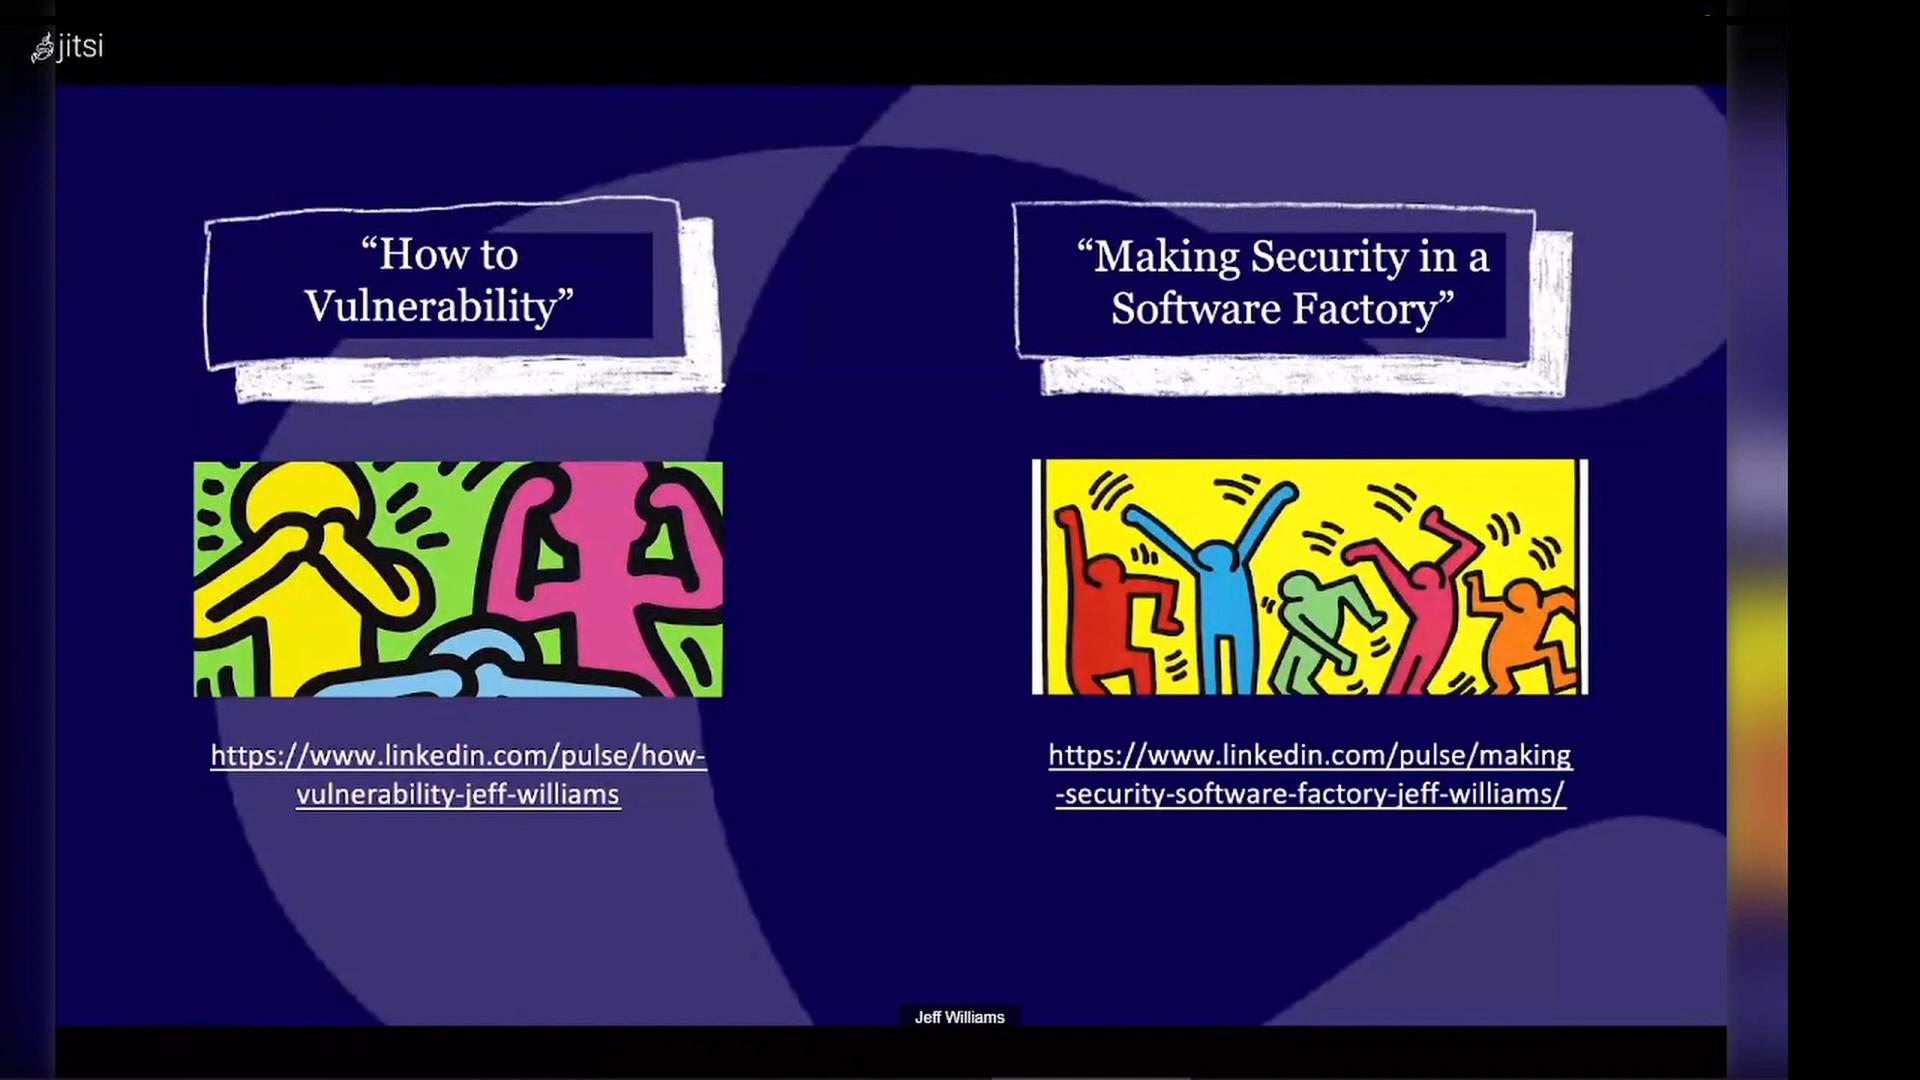 jitsi
“How to
Vulnerability”
“Making Security in a
Software Factory”
https://www.linkedin.com/pulse/how-
vulnerability-jeff-williams
https://www.linkedin.com/pulse/making
-security-software-factory-jeff-williams/
Jeff Williams